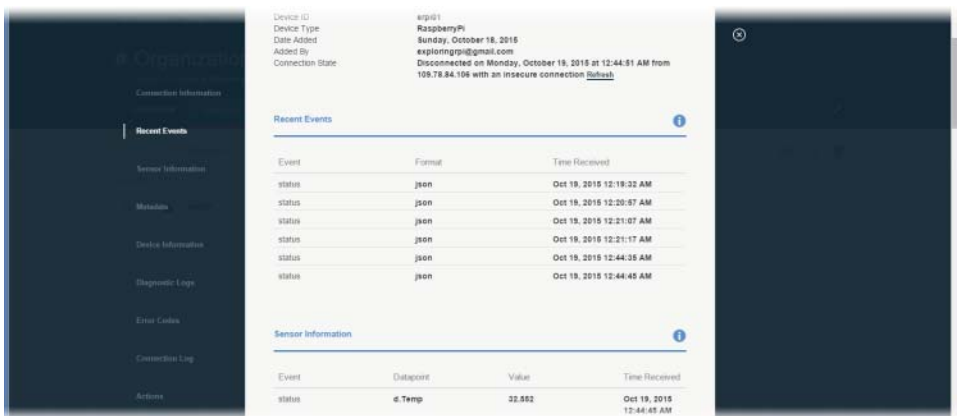 Device ID erpi01
Device Type RaspberryPi
Date Added Sunday, October 18, 2015
Added By exploringrpi@gmail.com
Connection State Disconnected on Monday, October 19, 2015 at 12:44:51 AM from
109.78.84.106 with an insecure connection Refresh
Organization
Connection Information
Recent Events
Sensor Information
Metadata
Device Information
Diagnostic Logs
Error Codes
Connection Log
Actions
Recent Events
Event Format Time Received
status json Oct 19, 2015 12:19:32 AM
status json Oct 19, 2015 12:20:57 AM
status json Oct 19, 2015 12:21:07 AM
status json Oct 19, 2015 12:21:17 AM
status json Oct 19, 2015 12:44:35 AM
status json Oct 19, 2015 12:44:45 AM
Sensor Information
Event Datapoint Value Time Received
status d.Temp 32.552 Oct 19, 2015
12:44:45 AM